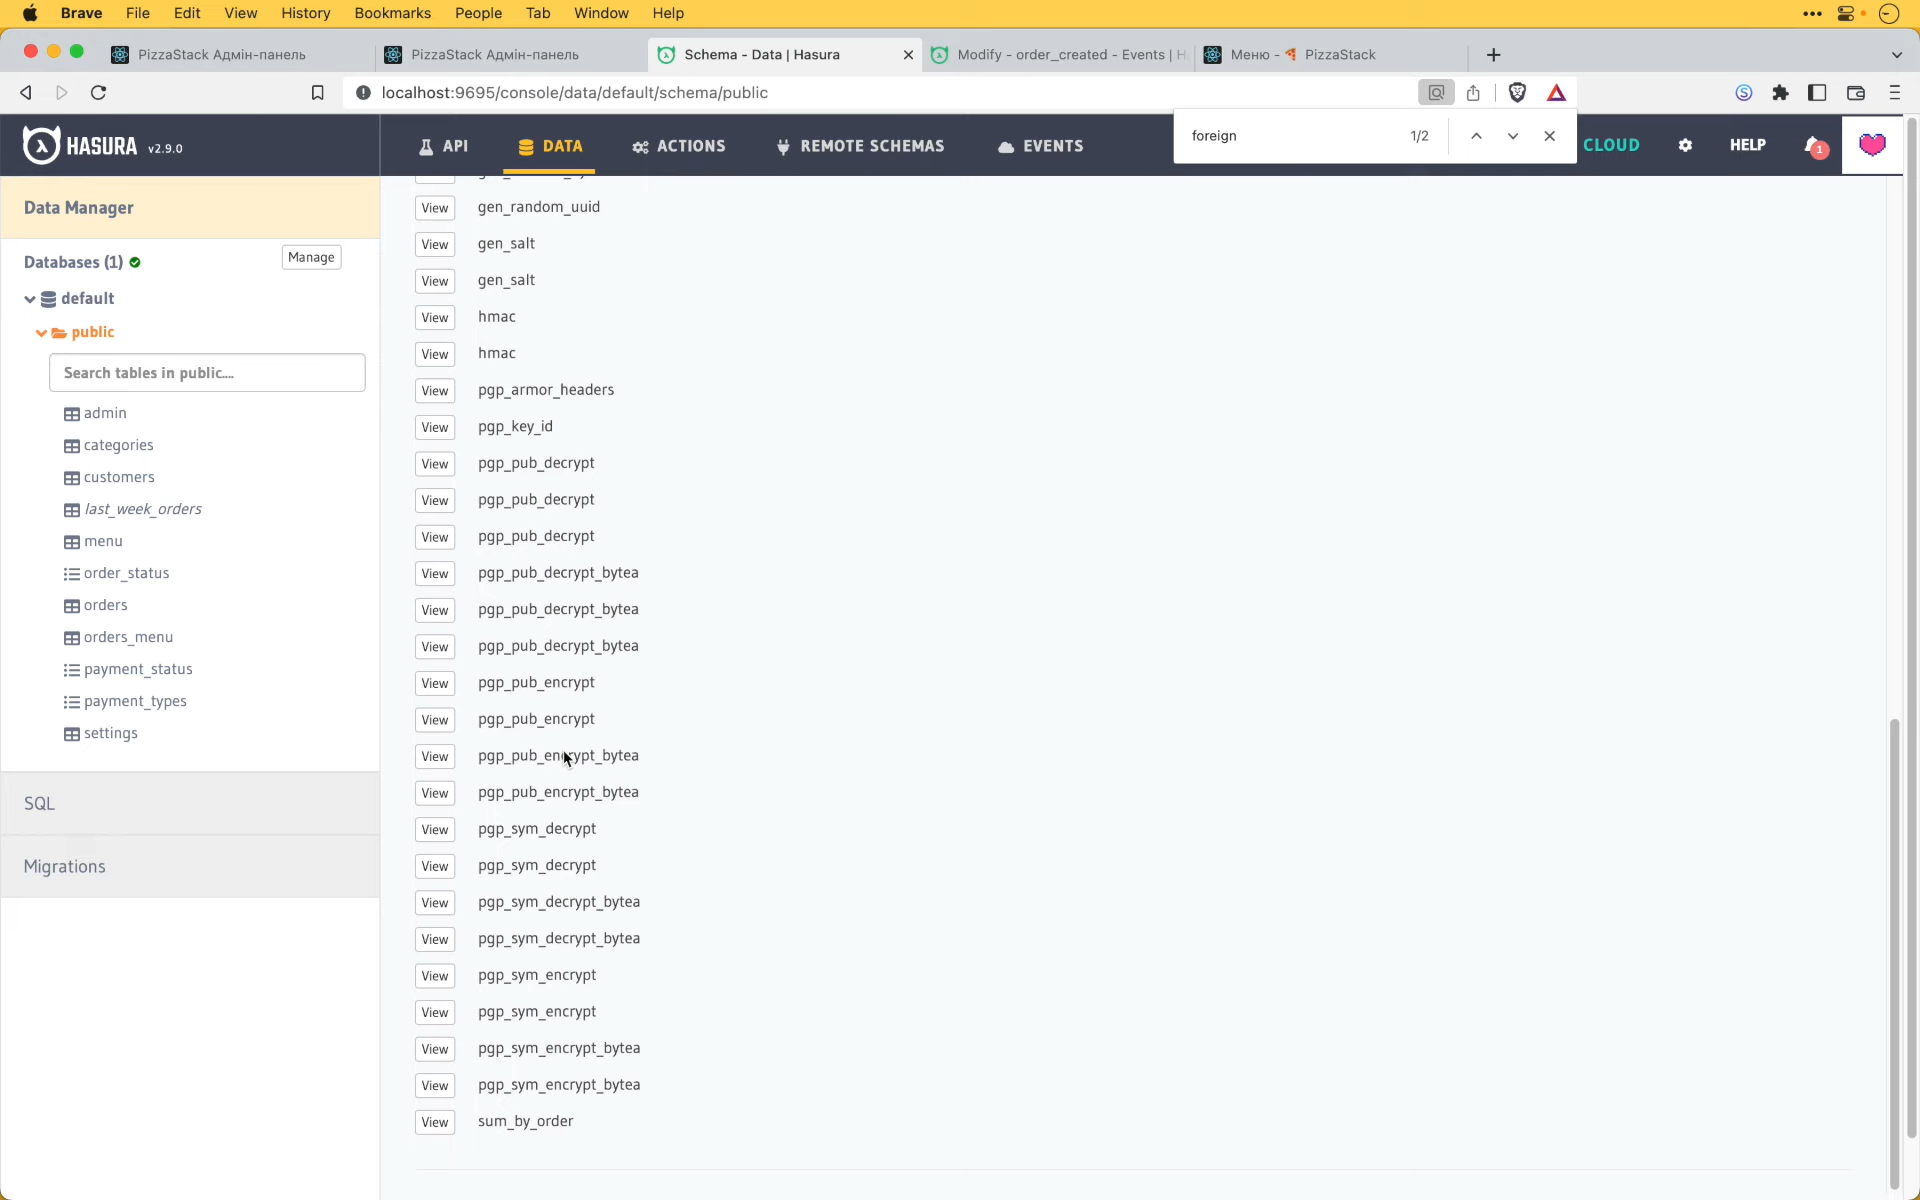 Brave File Edit View History Bookmarks People Tab Window Help
PizzaStack Адмін-панель
PizzaStack Адмін-панель
Schema - Data | Hasura
Modify - order_created - Events | H
Меню - PizzaStack
localhost:9695/console/data/default/schema/public
foreign 1/2
HASURA v2.9.0
API
DATA
ACTIONS
REMOTE SCHEMAS
EVENTS
CLOUD
HELP
1
Data Manager
Databases (1)
Manage
default
public
Search tables in public....
admin
categories
customers
last_week_orders
menu
order_status
orders
orders_menu
payment_status
payment_types
settings
SQL
Migrations
View gen_random_uuid
View gen_salt
View gen_salt
View hmac
View hmac
View pgp_armor_headers
View pgp_key_id
View pgp_pub_decrypt
View pgp_pub_decrypt
View pgp_pub_decrypt
View pgp_pub_decrypt_bytea
View pgp_pub_decrypt_bytea
View pgp_pub_decrypt_bytea
View pgp_pub_encrypt
View pgp_pub_encrypt
View pgp_pub_encrypt_bytea
View pgp_pub_encrypt_bytea
View pgp_sym_decrypt
View pgp_sym_decrypt
View pgp_sym_decrypt_bytea
View pgp_sym_decrypt_bytea
View pgp_sym_encrypt
View pgp_sym_encrypt
View pgp_sym_encrypt_bytea
View pgp_sym_encrypt_bytea
View sum_by_order